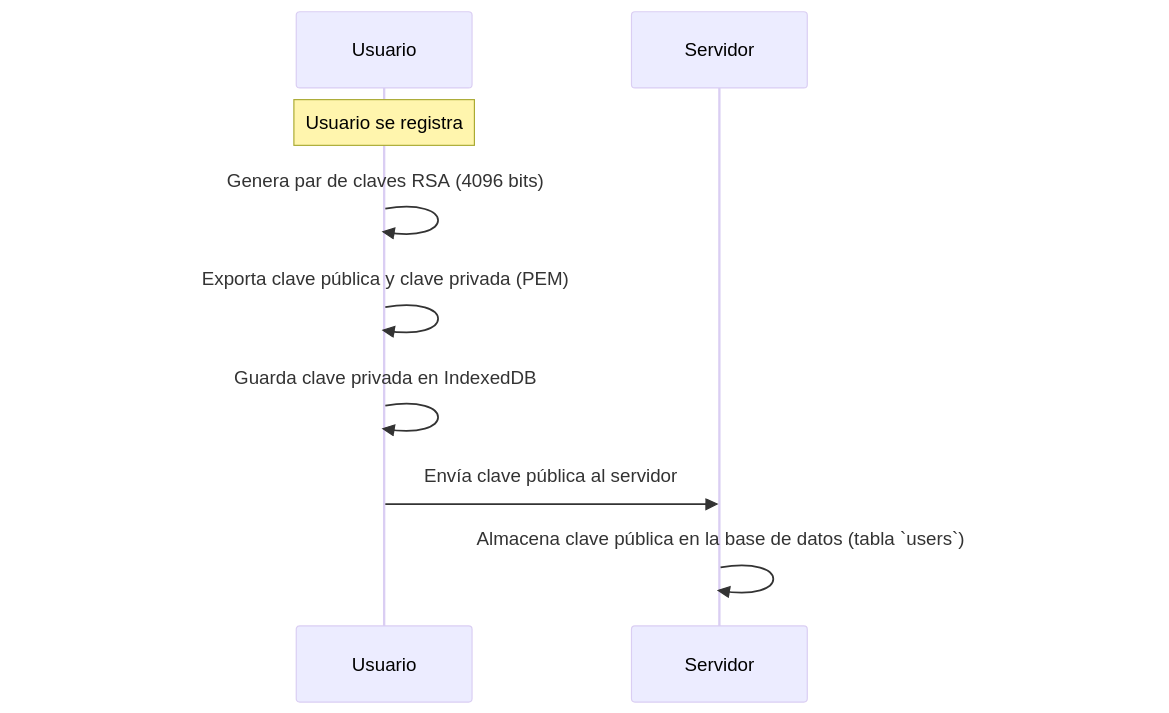 Usuario
Servidor
Usuario se registra
Genera par de claves RSA (4096 bits)
Exporta clave pública y clave privada (PEM)
Guarda clave privada en IndexedDB
Envía clave pública al servidor
Almacena clave pública en la base de datos (tabla `users`)
Usuario
Servidor